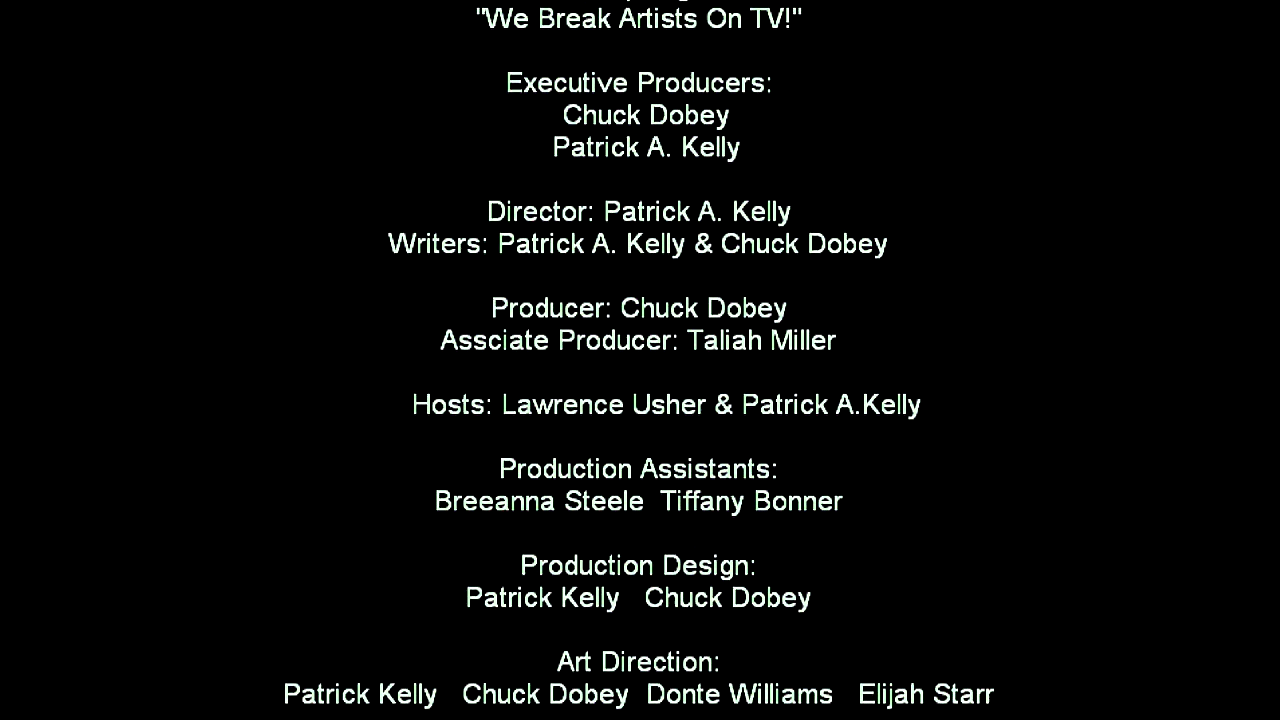 "We Break Artists On TV!"
Executive Producers:
Chuck Dobey
Patrick A. Kelly
Director: Patrick A. Kelly
Writers: Patrick A. Kelly & Chuck Dobey
Producer: Chuck Dobey
Assciate Producer: Taliah Miller
Hosts: Lawrence Usher & Patrick A.Kelly
Production Assistants:
Breeanna Steele  Tiffany Bonner
Production Design:
Patrick Kelly   Chuck Dobey
Art Direction:
Patrick Kelly   Chuck Dobey  Donte Williams   Elijah Starr